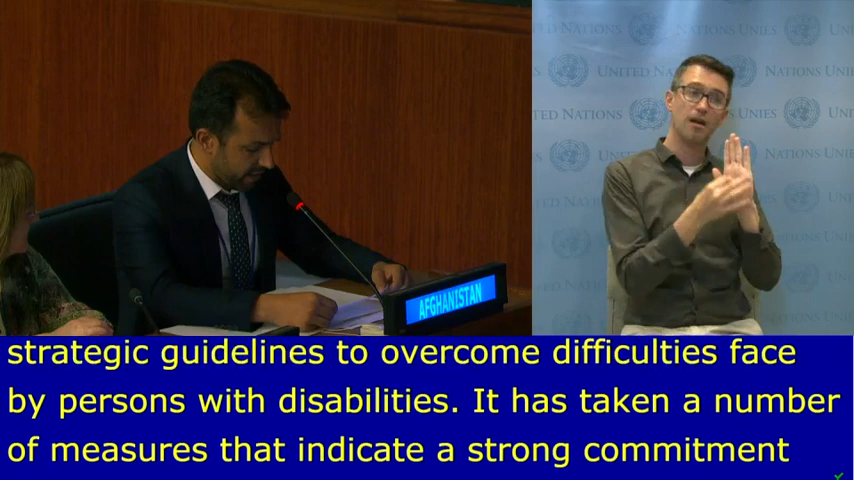 UNITED NATIONS
NATIONS UNIES
AFGHANISTAN
strategic guidelines to overcome difficulties face
by persons with disabilities. It has taken a number
of measures that indicate a strong commitment